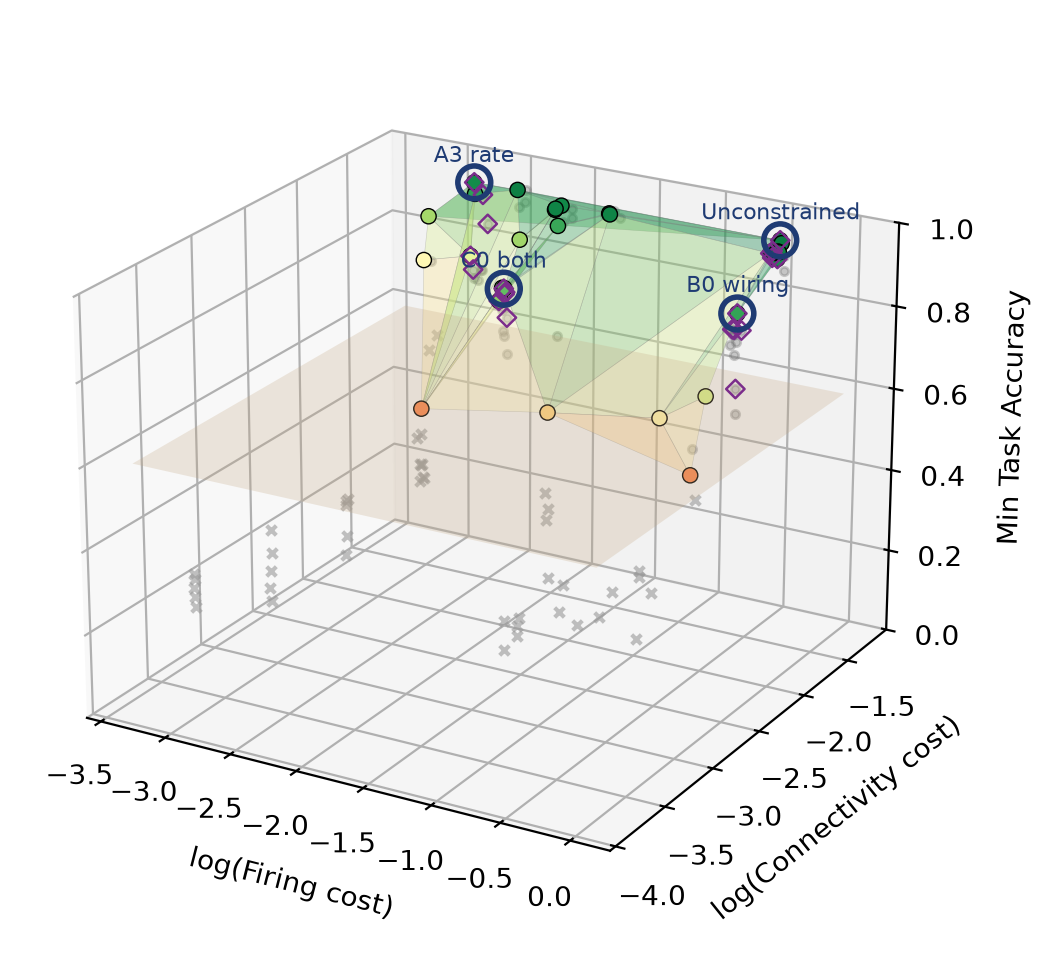 A3 rate
Unconstrained
C0 both
B0 wiring
1.0
0.8
0.6
0.4
0.2
0.0
Min Task Accuracy
−1.5
−2.0
−2.5
−3.0
−3.5
−4.0
log(Connectivity cost)
−3.5
−3.0
−2.5
−2.0
−1.5
−1.0
−0.5
0.0
log(Firing cost)